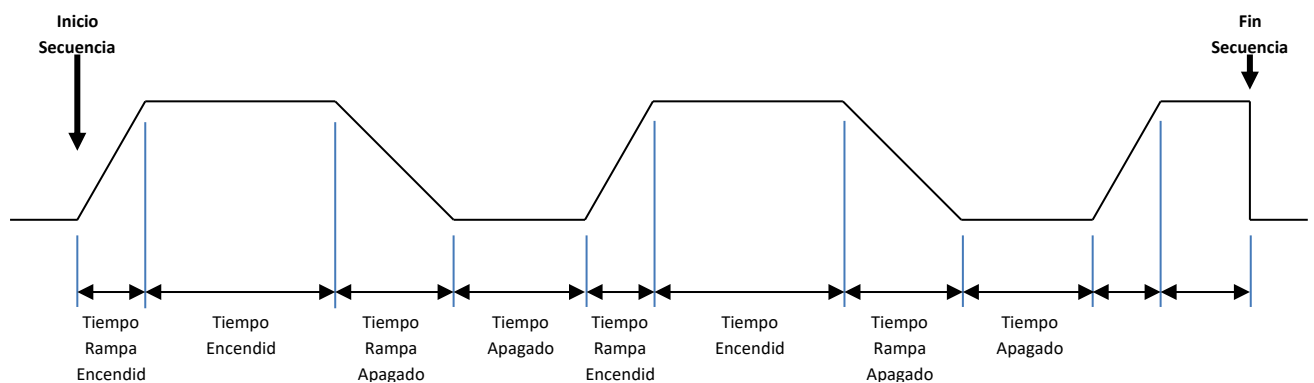 Inicio
Secuencia
Fin
Secuencia
Tiempo
Rampa
Encendid
Tiempo
Encendid
Tiempo
Rampa
Apagado
Tiempo
Apagado
Tiempo
Rampa
Encendid
Tiempo
Encendid
Tiempo
Rampa
Apagado
Tiempo
Apagado